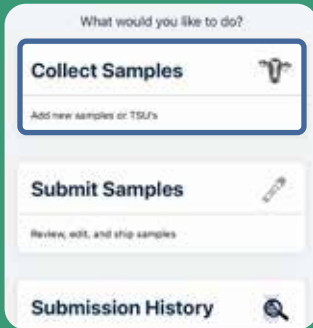 What would you like to do?
Collect Samples
Add new samples or TSU's
Submit Samples
Review, edit, and ship samples
Submission History